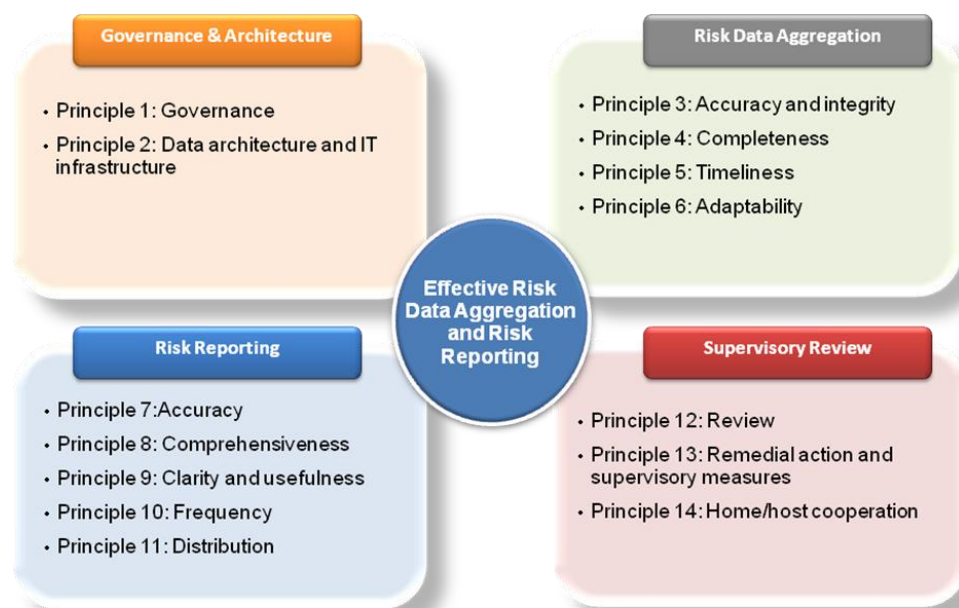 Governance & Architecture
• Principle 1: Governance
• Principle 2: Data architecture and IT
infrastructure
Risk Data Aggregation
• Principle 3: Accuracy and integrity
• Principle 4: Completeness
• Principle 5: Timeliness
• Principle 6: Adaptability
Effective Risk
Data Aggregation
and Risk
Reporting
Risk Reporting
• Principle 7:Accuracy
• Principle 8: Comprehensiveness
• Principle 9: Clarity and usefulness
• Principle 10: Frequency
• Principle 11: Distribution
Supervisory Review
• Principle 12: Review
• Principle 13: Remedial action and
supervisory measures
• Principle 14: Home/host cooperation